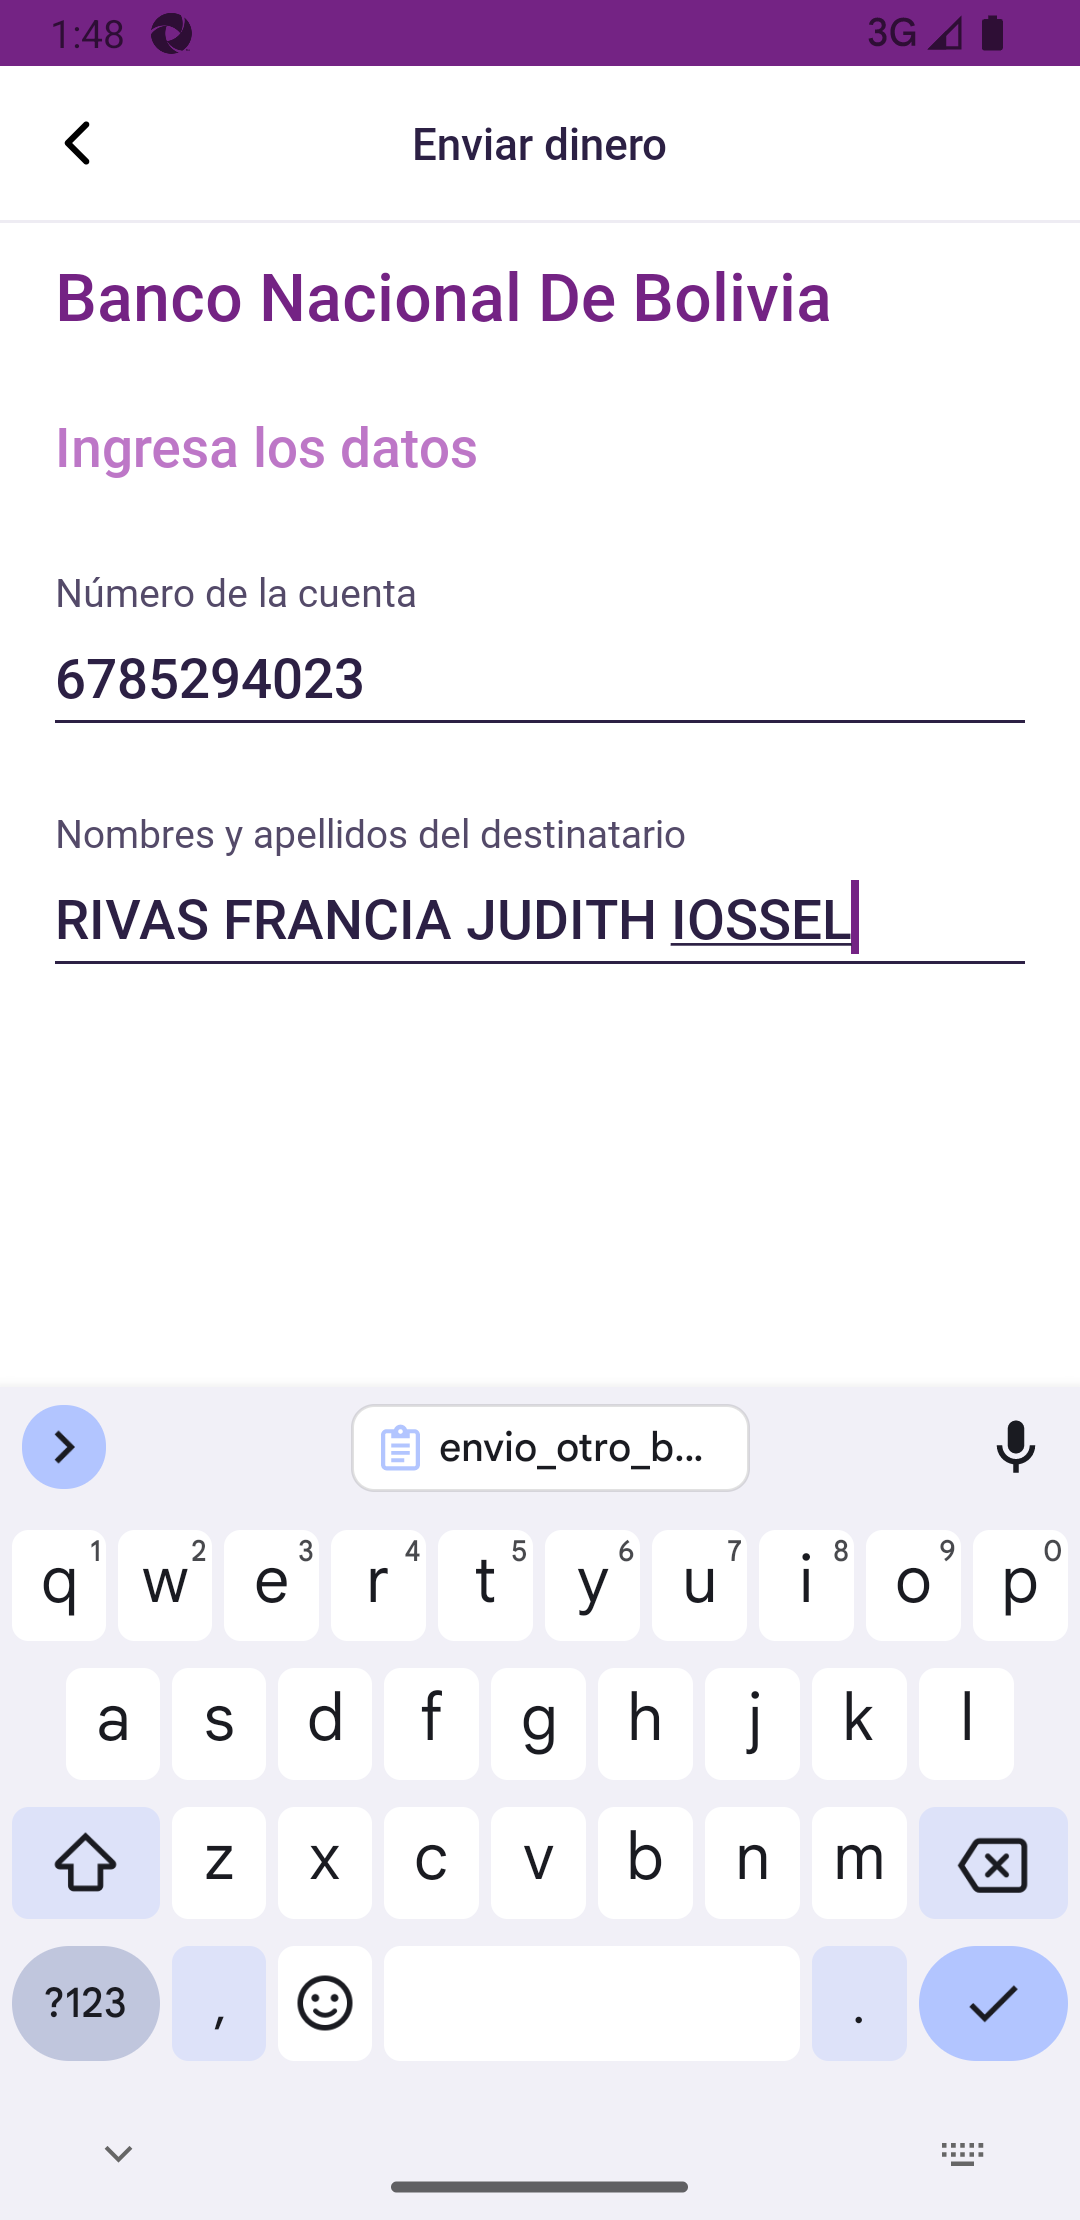 1:48 3G
Enviar dinero
Banco Nacional De Bolivia
Ingresa los datos
Número de la cuenta
6785294023
Nombres y apellidos del destinatario
RIVAS FRANCIA JUDITH IOSSEL
envio_otro_b...
q 1 w 2 e 3 r 4 t 5 y 6 u 7 i 8 o 9 p 0
a s d f g h j k l
z x c v b n m
?123 , .